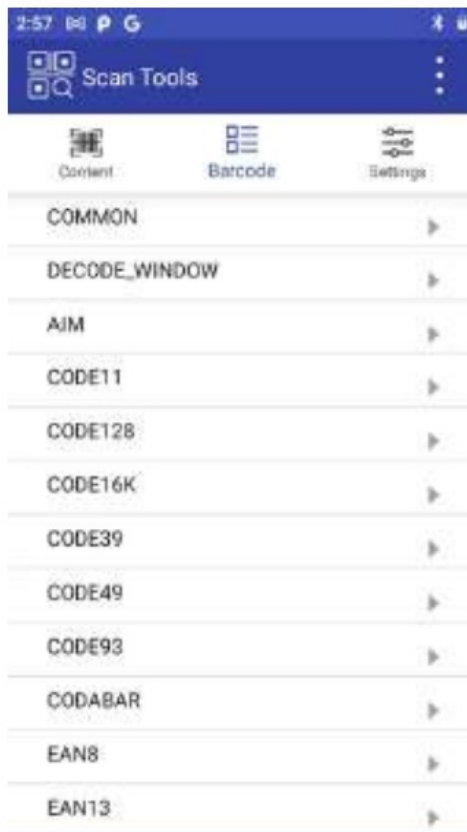 2:57 P G
Scan Tools
Content Barcode Settings
COMMON
DECODE_WINDOW
AIM
CODE11
CODE128
CODE16K
CODE39
CODE49
CODE93
CODABAR
EAN8
EAN13